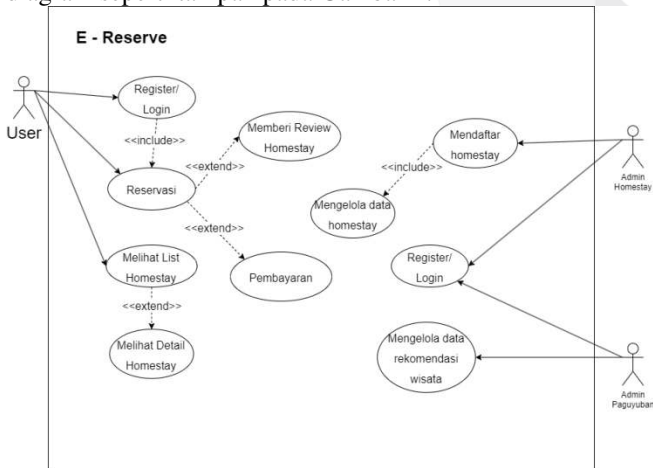 E - Reserve
User
Register/
Login
<<include>>
Reservasi
<<extend>>
Memberi Review
Homestay
<<extend>>
Pembayaran
Melihat List
Homestay
<<extend>>
Melihat Detail
Homestay
Mendaftar
homestay
<<include>>
Mengelola data
homestay
Register/
Login
Mengelola data
rekomendasi
wisata
Admin
Homestay
Admin
Paguyuban